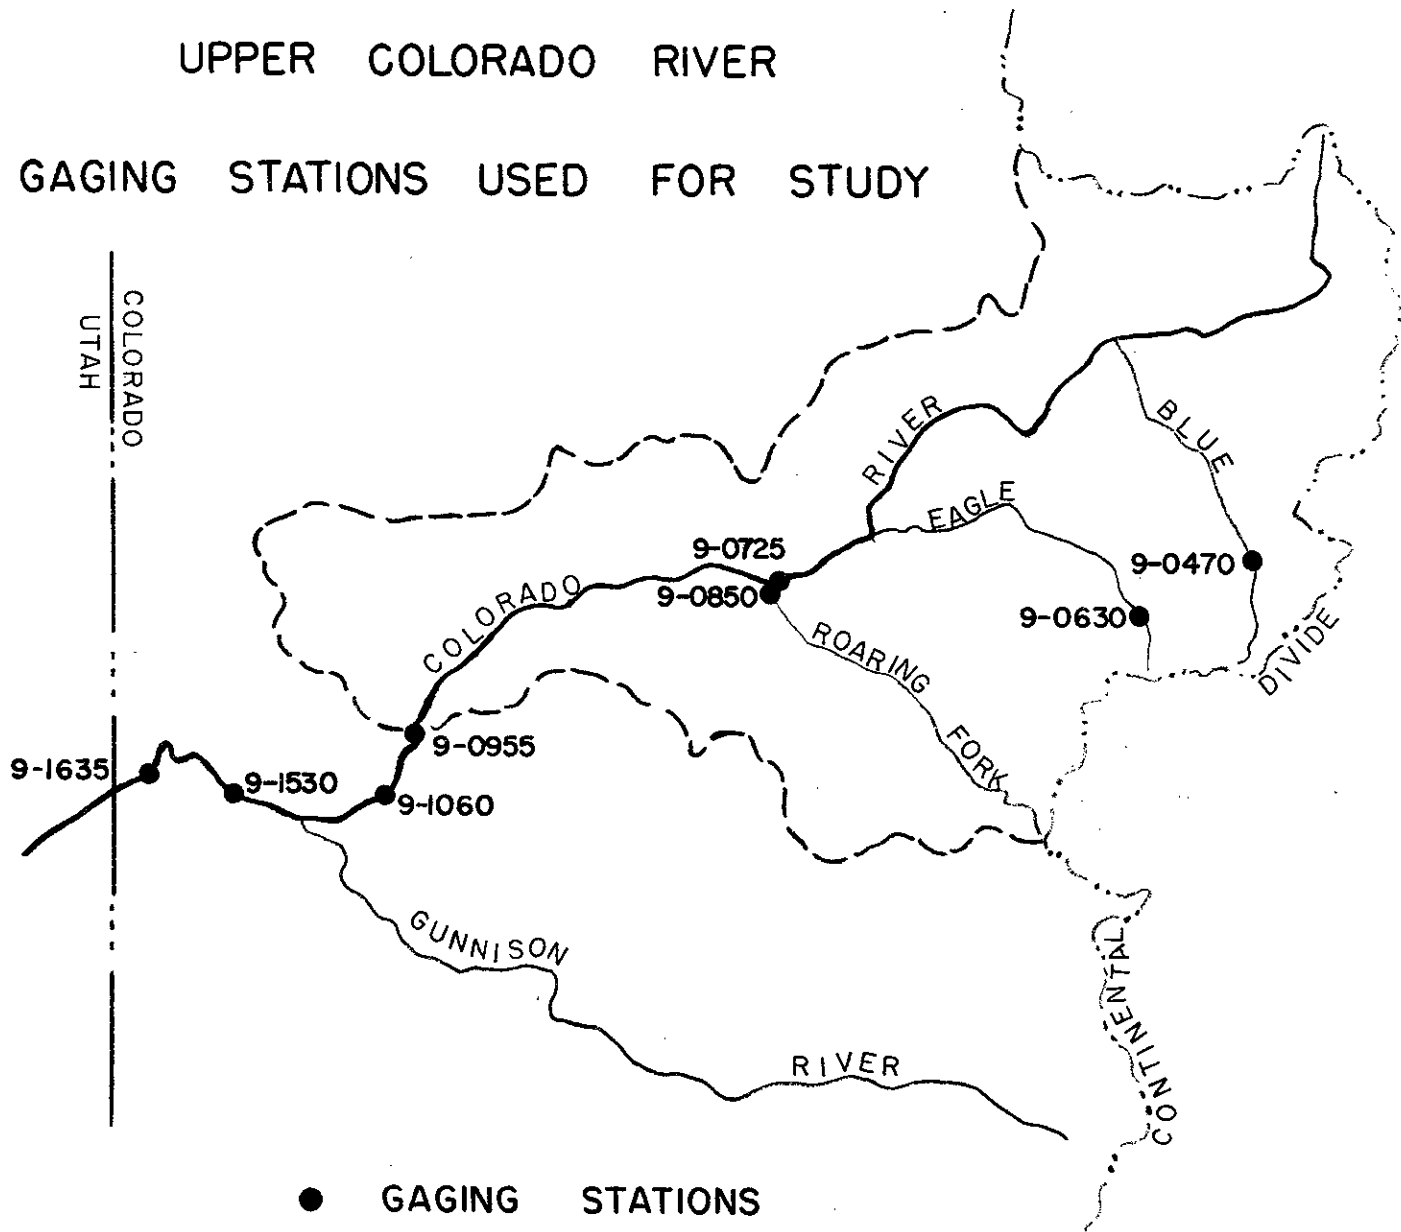 UPPER COLORADO RIVER
GAGING STATIONS USED FOR STUDY
COLORADO
UTAH
RIVER
BLUE
EAGLE
9-0725
9-0470
9-0850
COLORADO
9-0630
ROARING
FORK
DIVIDE
9-0955
9-1635
9-1530
9-1060
GUNNISON
RIVER
CONTINENTAL
GAGING STATIONS